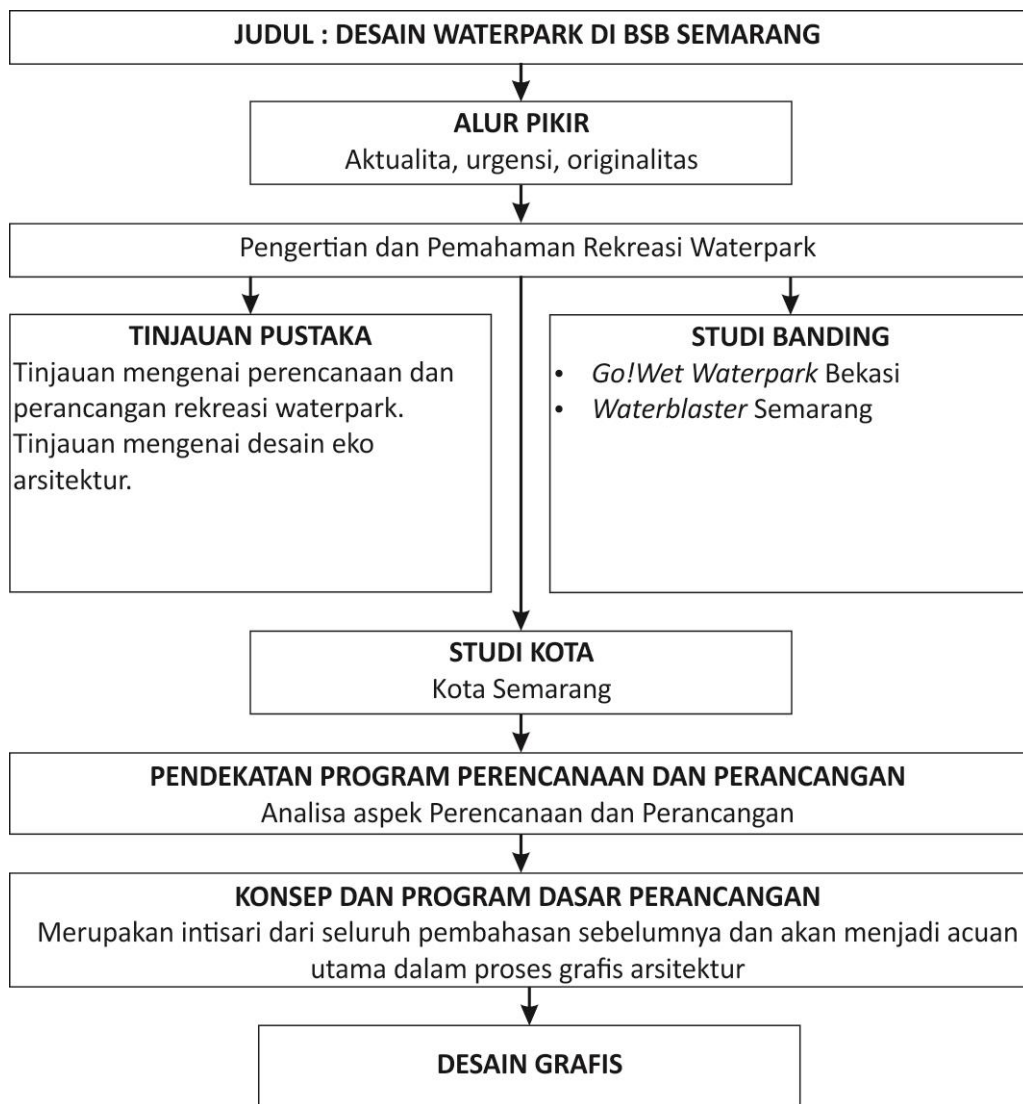 JUDUL : DESAIN WATERPARK DI BSB SEMARANG
ALUR PIKIR
Aktualita, urgensi, originalitas
Pengertian dan Pemahaman Rekreasi Waterpark
TINJAUAN PUSTAKA
Tinjauan mengenai perencanaan dan
perancangan rekreasi waterpark.
Tinjauan mengenai desain eko
arsitektur.
STUDI BANDING
• Go!Wet Waterpark Bekasi
• Waterblaster Semarang
STUDI KOTA
Kota Semarang
PENDEKATAN PROGRAM PERENCANAAN DAN PERANCANGAN
Analisa aspek Perencanaan dan Perancangan
KONSEP DAN PROGRAM DASAR PERANCANGAN
Merupakan intisari dari seluruh pembahasan sebelumnya dan akan menjadi acuan
utama dalam proses grafis arsitektur
DESAIN GRAFIS